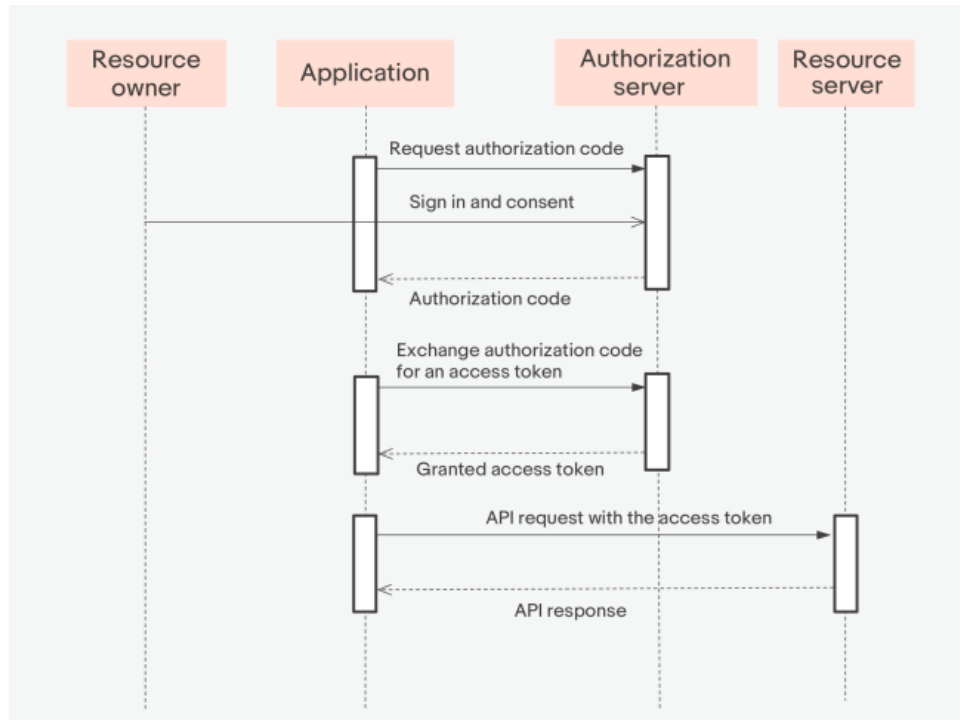 Resource
owner
Application
Authorization
server
Resource
server
Request authorization code
Sign in and consent
Authorization code
Exchange authorization code
for an access token
Granted access token
API request with the access token
API response